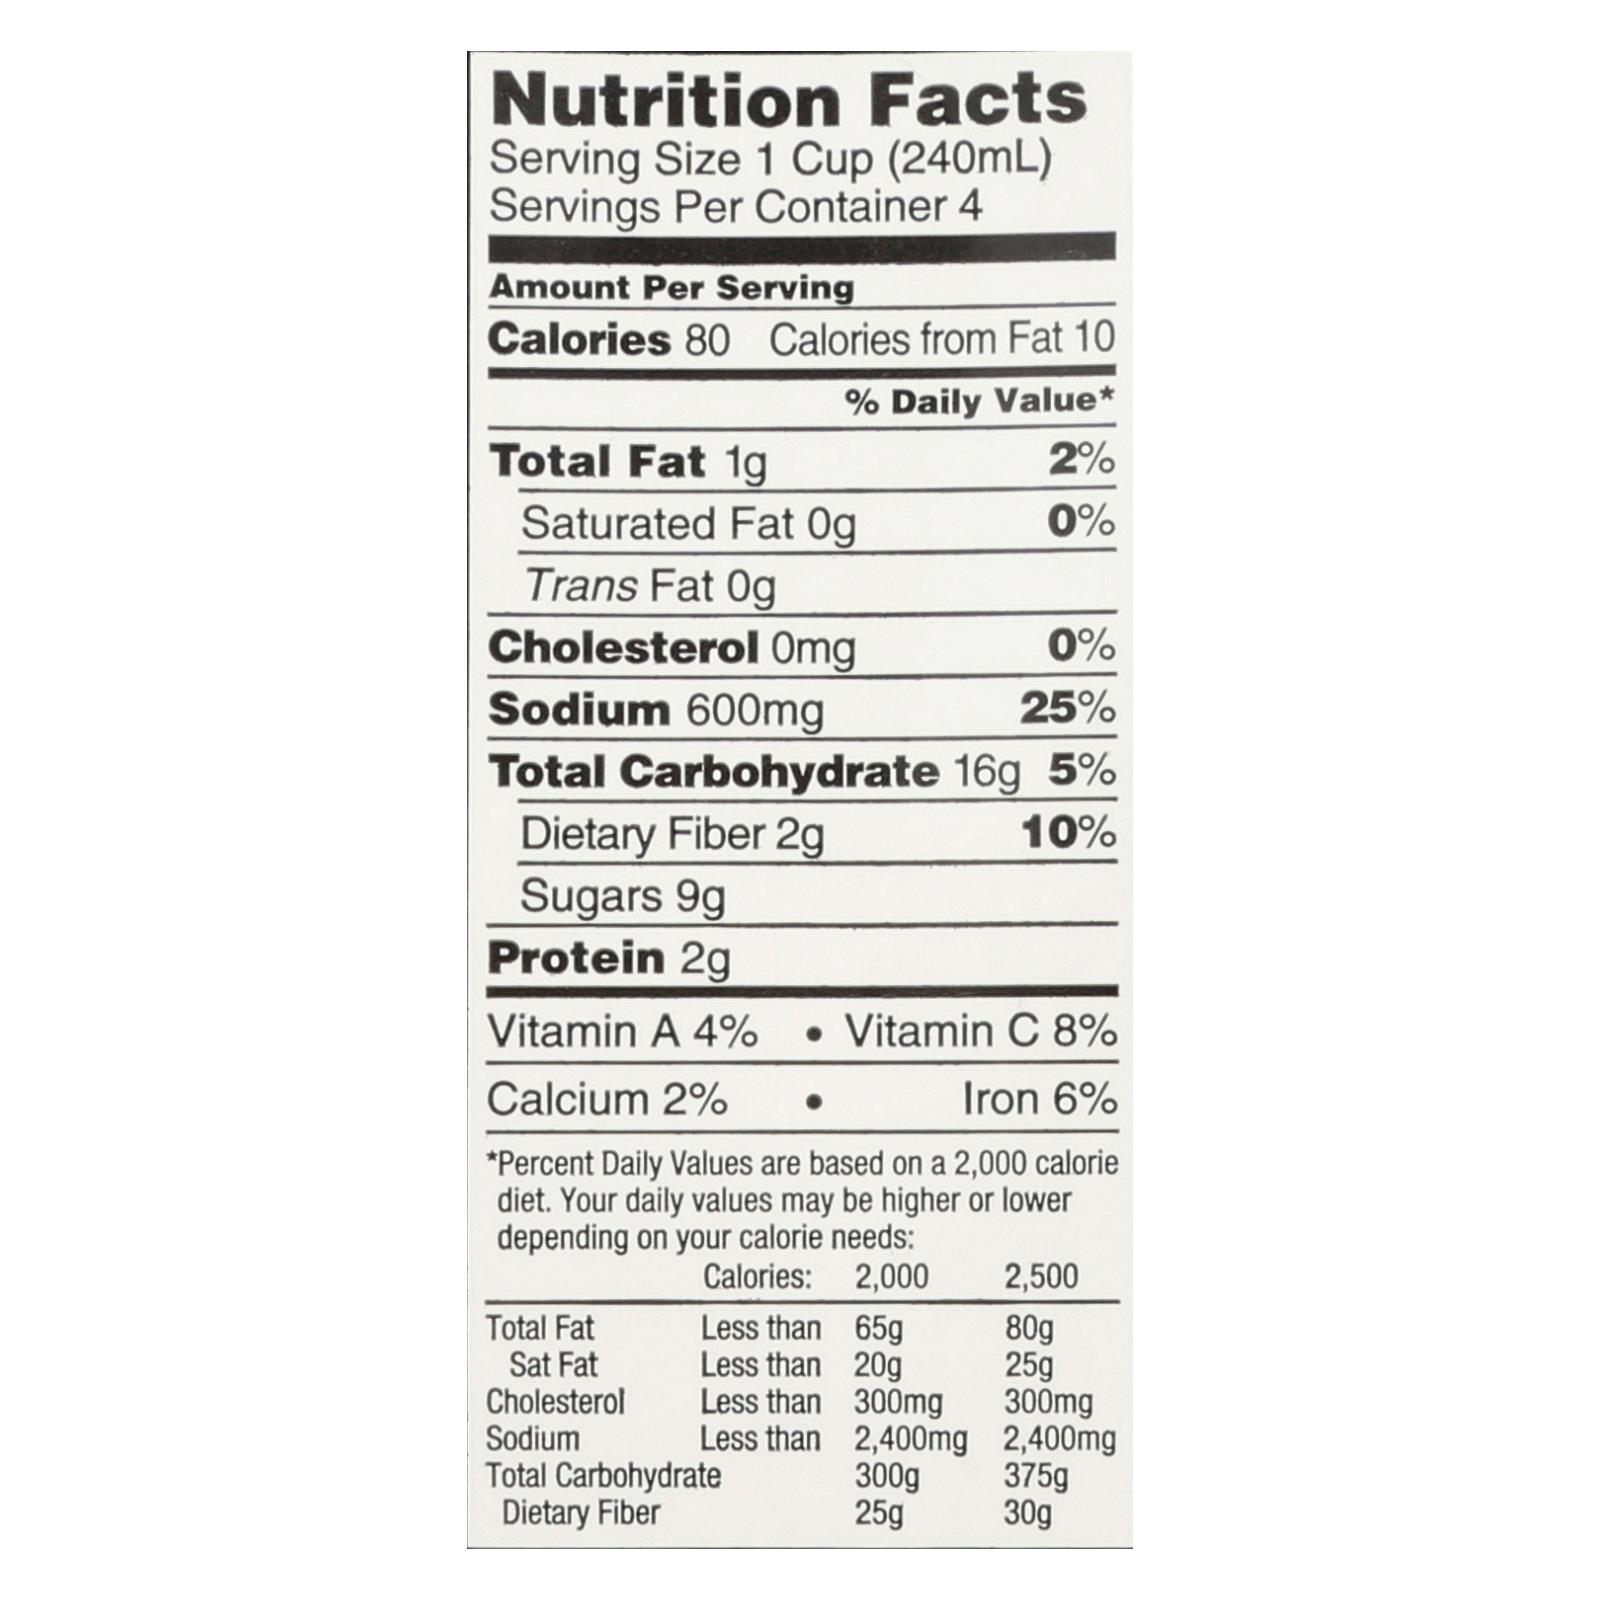 Nutrition Facts
Serving Size 1 Cup (240mL)
Servings Per Container 4
Amount Per Serving
Calories 80 Calories from Fat 10
% Daily Value*
Total Fat 1g 2%
Saturated Fat 0g 0%
Trans Fat 0g
Cholesterol 0mg 0%
Sodium 600mg 25%
Total Carbohydrate 16g 5%
Dietary Fiber 2g 10%
Sugars 9g
Protein 2g
Vitamin A 4% • Vitamin C 8%
Calcium 2% • Iron 6%
*Percent Daily Values are based on a 2,000 calorie
diet. Your daily values may be higher or lower
depending on your calorie needs:
Calories: 2,000 2,500
Total Fat Less than 65g 80g
Sat Fat Less than 20g 25g
Cholesterol Less than 300mg 300mg
Sodium Less than 2,400mg 2,400mg
Total Carbohydrate 300g 375g
Dietary Fiber 25g 30g